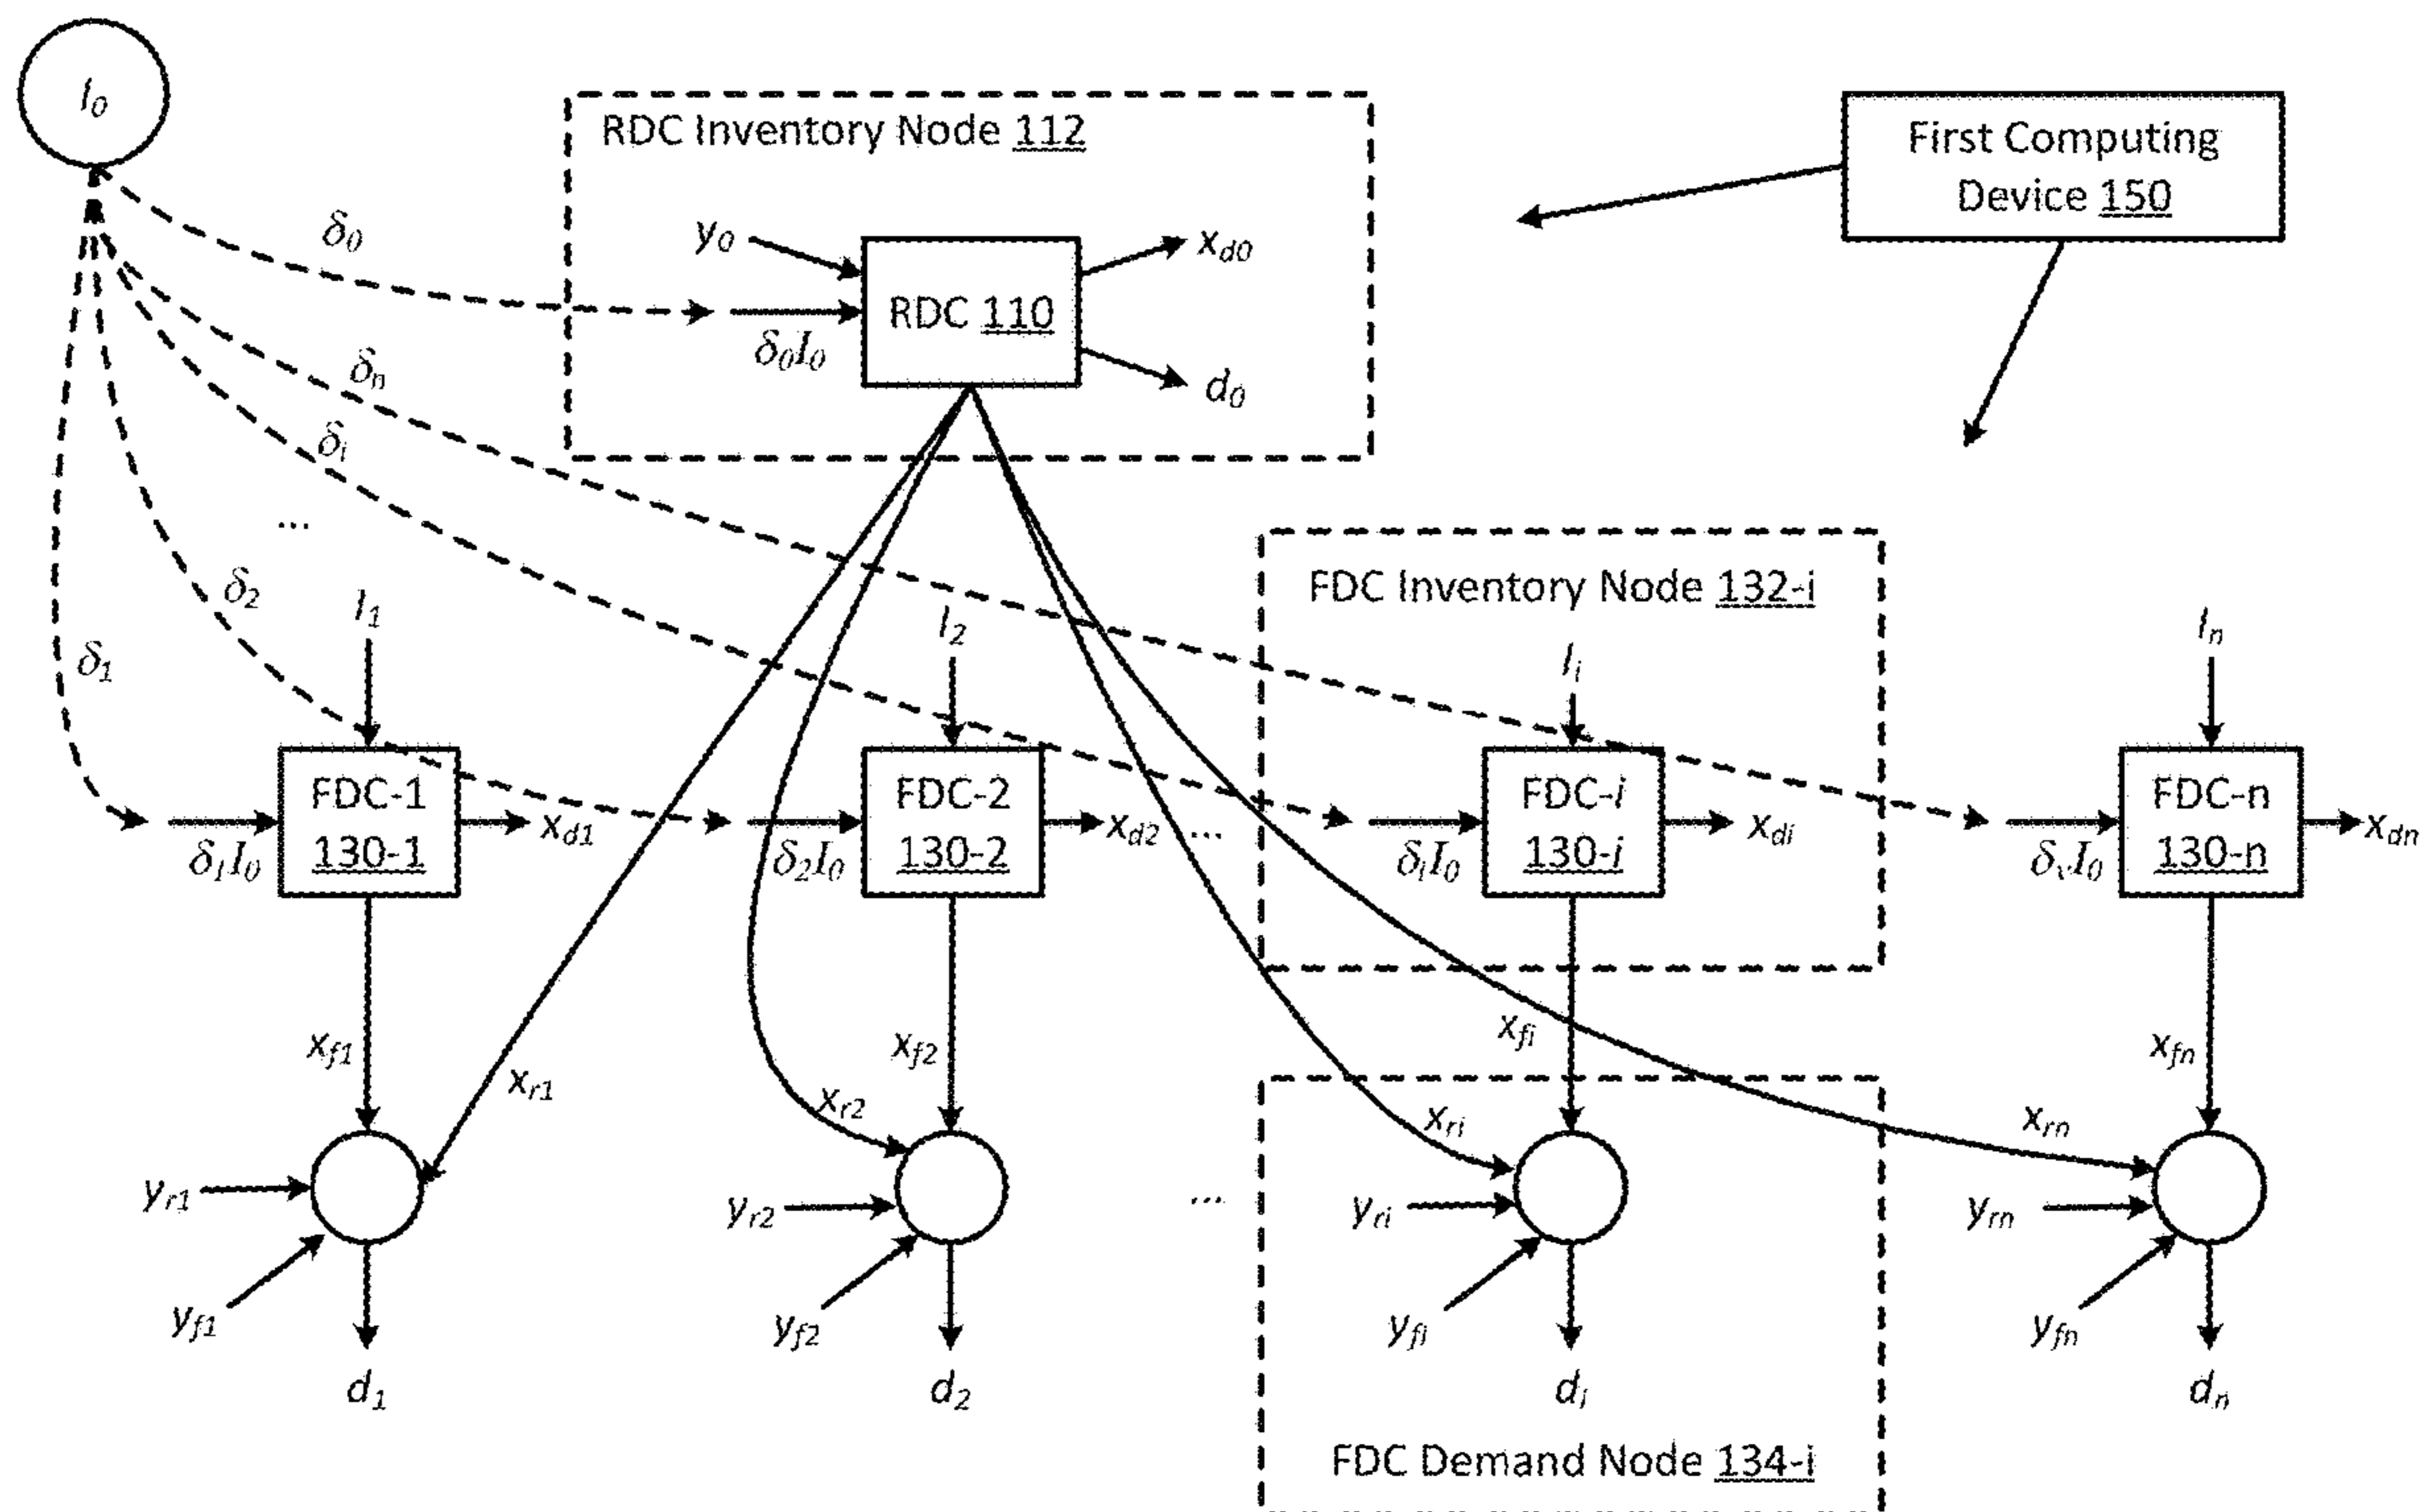 I0
RDC Inventory Node 112
First Computing
Device 150
δ0
y0
xd0
RDC 110
δ0I0
d0
δn
δi
...
δ2
δ1
I1
I2
FDC Inventory Node 132-i
Ii
In
FDC-1
130-1
δ1I0
xd1
FDC-2
130-2
δ2I0
xd2
...
FDC-i
130-i
δiI0
xdi
FDC-n
130-n
xdn
xf1
xr1
xf2
xr2
xfi
xri
xfn
xrn
yr1
yr2
...
yri
yrn
yf1
yf2
yfi
yfn
d1
d2
di
dn
FDC Demand Node 134-i